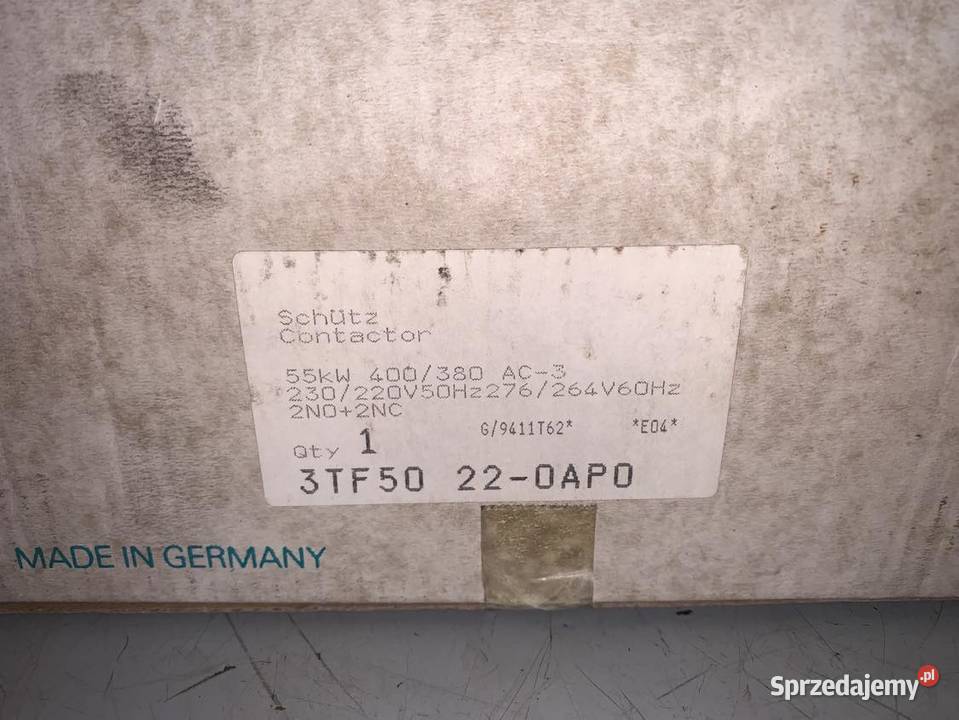 Schütz
Contactor
55kW 400/380 AC-3
230/220V50Hz276/264V60Hz
2NO+2NC
G/9411T62* *E04*
Qty 1
3TF50 22-0AP0
MADE IN GERMANY
Sprzedajemy.pl